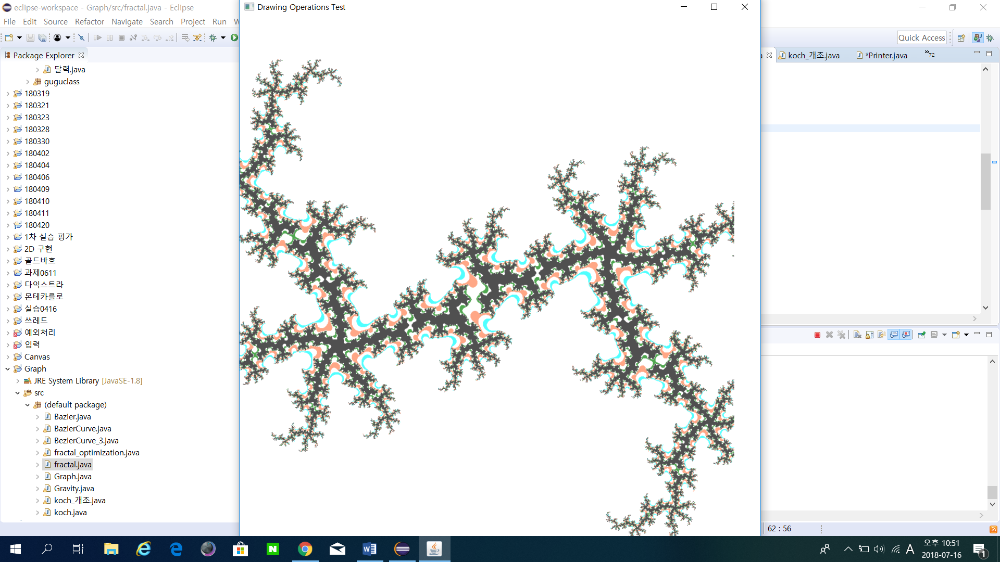 eclipse-workspace - Graph/src/fractal.java - Eclipse
Drawing Operations Test
File Edit Source Refactor Navigate Search Project Run
Quick Access
Package Explorer
koch_개조.java
*Printer.java
72
달력.java
guguclass
180319
180321
180323
180328
180330
180402
180404
180406
180409
180410
180411
180420
1차 실습 평가
2D 구현
골드바흐
과제0611
다익스트라
몬테카를로
실습0416
쓰레드
예외처리
입력
Canvas
Graph
JRE System Library [JavaSE-1.8]
src
(default package)
Bazier.java
BazierCurve.java
BezierCurve_3.java
fractal_optimization.java
fractal.java
Graph.java
Gravity.java
koch_개조.java
koch.java
62 : 56
A
오후 10:51
2018-07-16
1